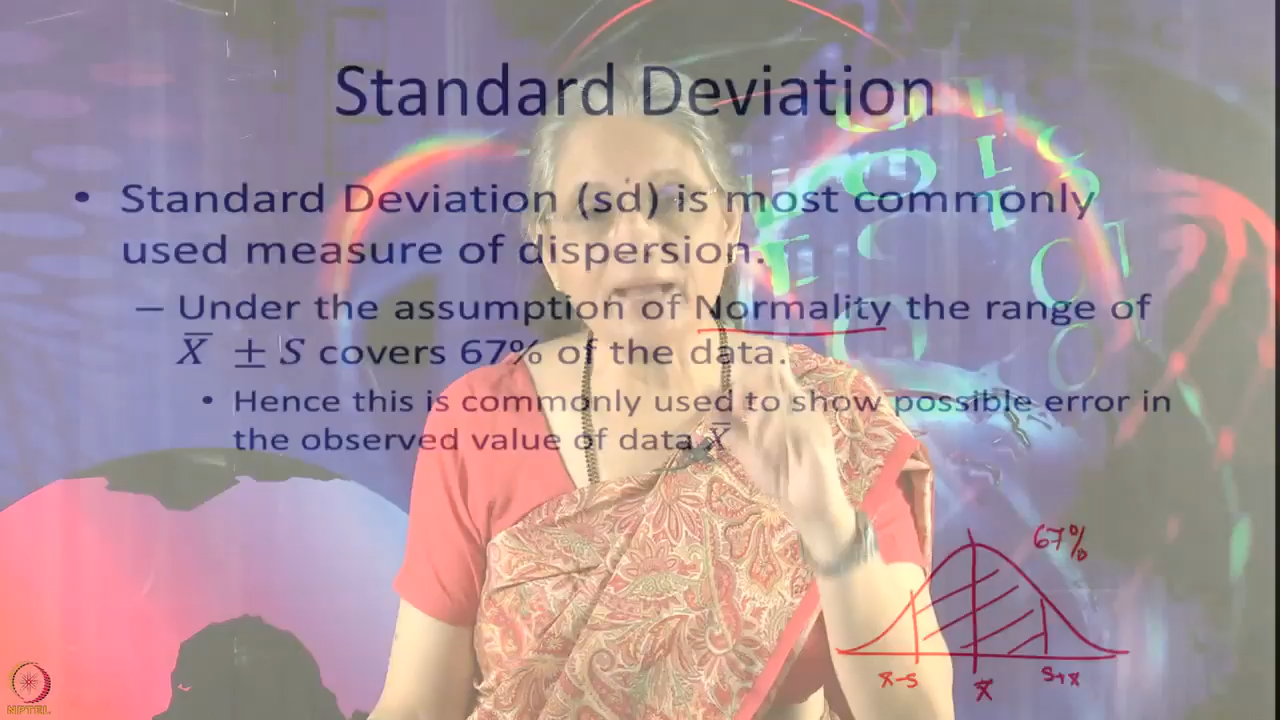 Standard Deviation
• Standard Deviation (sd) is most commonly
used measure of dispersion.
– Under the assumption of Normality the range of
X̅ ± S covers 67% of the data.
• Hence this is commonly used to show possible error in
the observed value of data X̅
67%
x-s
x̄
s+x
NPTEL